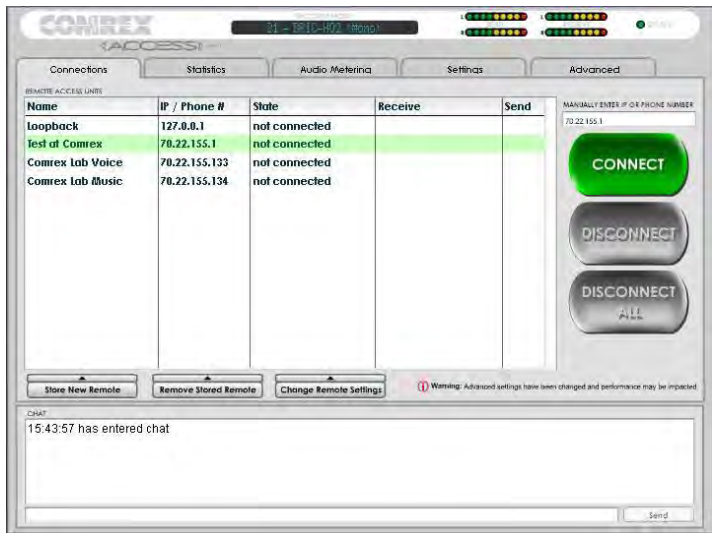 COMREX
ACCESS
B1 - BRIC-HQ2 (Mono)
Connections
Statistics
Audio Metering
Settings
Advanced
REMOTE ACCESS UNITS
Name IP / Phone # State Receive Send
Loopback 127.0.0.1 not connected
Test at Comrex 70.22.155.1 not connected
Comrex Lab Voice 70.22.155.133 not connected
Comrex Lab Music 70.22.155.134 not connected
MANUALLY ENTER IP OR PHONE NUMBER
70.22.155.1
CONNECT
DISCONNECT
DISCONNECT
ALL
Store New Remote
Remove Stored Remote
Change Remote Settings
Warning: Advanced settings have been changed and performance may be impacted
CHAT
15:43:57 has entered chat
Send